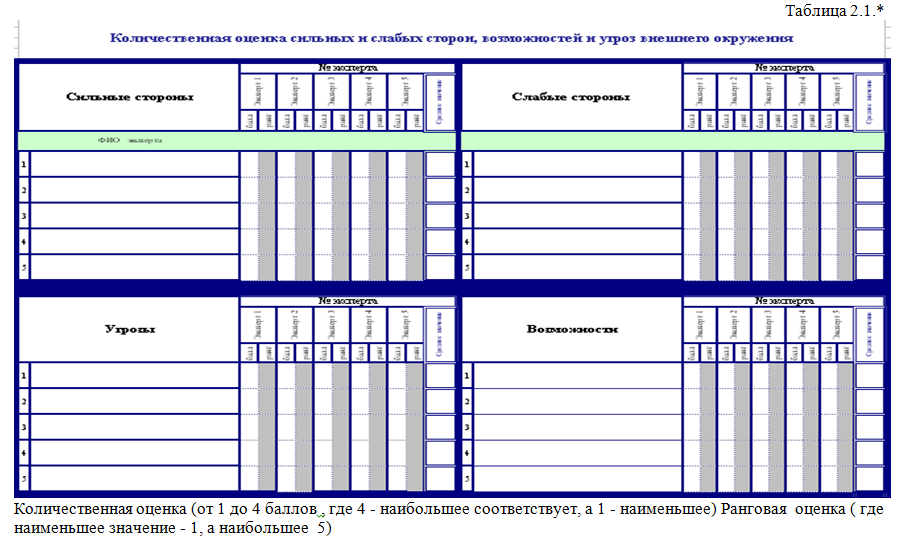 Таблица 2.1.*
Количественная оценка сильных и слабых сторон, возможностей и угроз внешнего окружения
Сильные стороны
№ эксперта
Эксперт 1 Эксперт 2 Эксперт 3 Эксперт 4 Эксперт 5
Среднее значение
балл ранг балл ранг балл ранг балл ранг балл ранг
ФИО эксперта
1
2
3
4
5
Слабые стороны
№ эксперта
Эксперт 1 Эксперт 2 Эксперт 3 Эксперт 4 Эксперт 5
Среднее значение
балл ранг балл ранг балл ранг балл ранг балл ранг
1
2
3
4
5
Угрозы
№ эксперта
Эксперт 1 Эксперт 2 Эксперт 3 Эксперт 4 Эксперт 5
Среднее значение
балл ранг балл ранг балл ранг балл ранг балл ранг
1
2
3
4
5
Возможности
№ эксперта
Эксперт 1 Эксперт 2 Эксперт 3 Эксперт 4 Эксперт 5
Среднее значение
балл ранг балл ранг балл ранг балл ранг балл ранг
1
2
3
4
5
Количественная оценка (от 1 до 4 баллов , где 4 - наибольшее соответствует, а 1 - наименьшее) Ранговая оценка ( где
наименьшее значение - 1, а наибольшее 5)